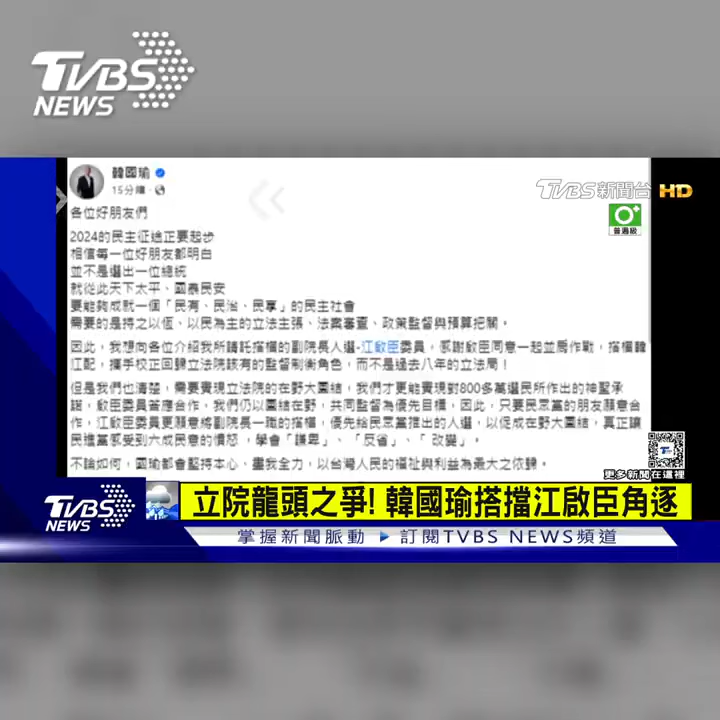 TVBS
NEWS
韓國瑜
15分鐘
TVBS新聞台 HD
普遍級
各位好朋友們
2024的民主征途正要起步
相信每一位好朋友都明白
並不是選出一位總統
就從此天下太平、國泰民安
要能夠成就一個「民有、民治、民享」的民主社會
需要的是持之以恆、以民為主的立法主張、法案審查、政策監督與預算把關。
因此，我想向各位介紹我所請託搭檔的副院長人選-江啟臣委員，感謝啟臣同意一起並肩作戰，搭檔韓
江配，攜手校正回歸立法院該有的監督制衡角色，而不是過去八年的立法局！
但是我們也清楚，需要實現立法院的在野大團結，我們才更能實現對800多萬選民所作出的神聖承
諾，啟臣委員答應合作，我們仍以團結在野，共同監督為優先目標，因此，只要民眾黨的朋友願意合
作，江啟臣委員更願意將副院長一職的搭檔，優先給民眾黨推出的人選，以促成在野大團結，真正讓
民進黨感受到六成民意的憤怒，學會「謙卑」、「反省」、「改變」。
不論如何，國瑜都會堅持本心、盡我全力，以台灣人民的福祉與利益為最大之依歸。
更多新聞在這裡
TVBS
NEWS
立院龍頭之爭! 韓國瑜搭擋江啟臣角逐
掌握新聞脈動 ▶ 訂閱TVBS NEWS頻道